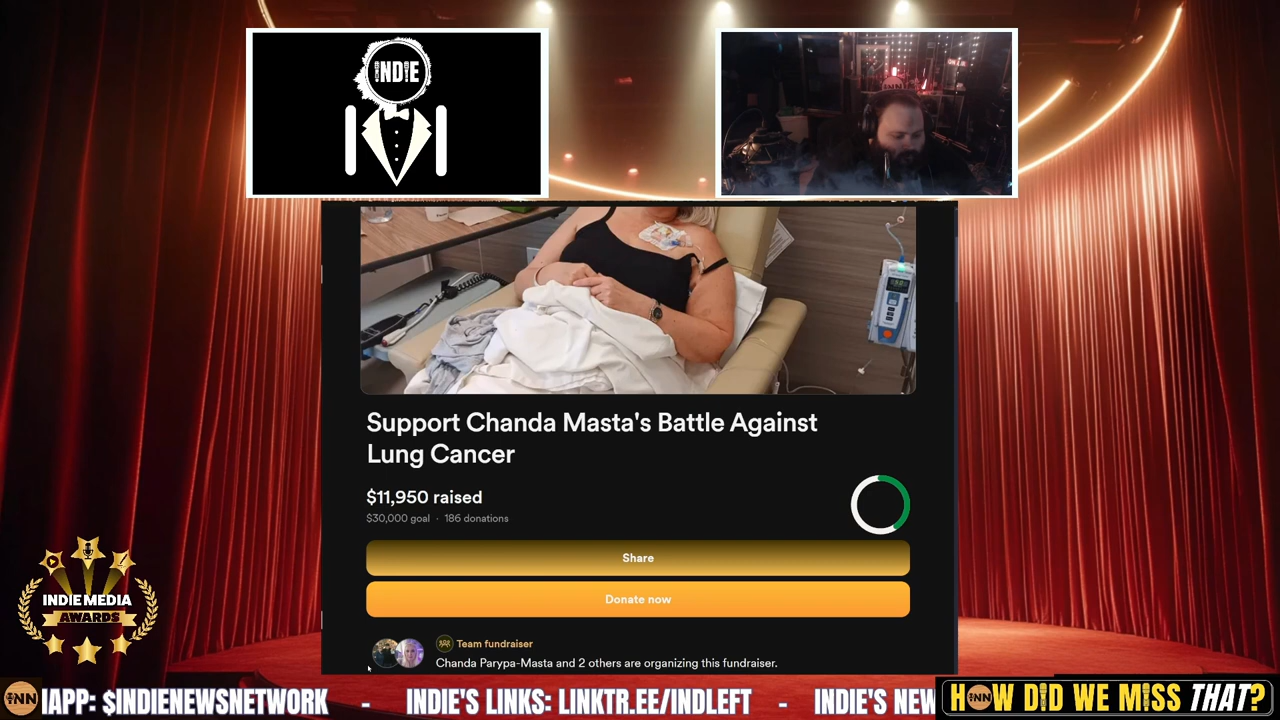 INDIE
INN
Support Chanda Masta's Battle Against
Lung Cancer
$11,950 raised
$30,000 goal · 186 donations
Share
Donate now
Team fundraiser
Chanda Parypa-Masta and 2 others are organizing this fundraiser.
INDIE MEDIA
AWARDS
INN
IAPP: $INDIENEWSNETWORK - INDIE'S LINKS: LINKTR.EE/INDLEFT - INDIE'S NEW
HOW DID WE MISS THAT?
INN